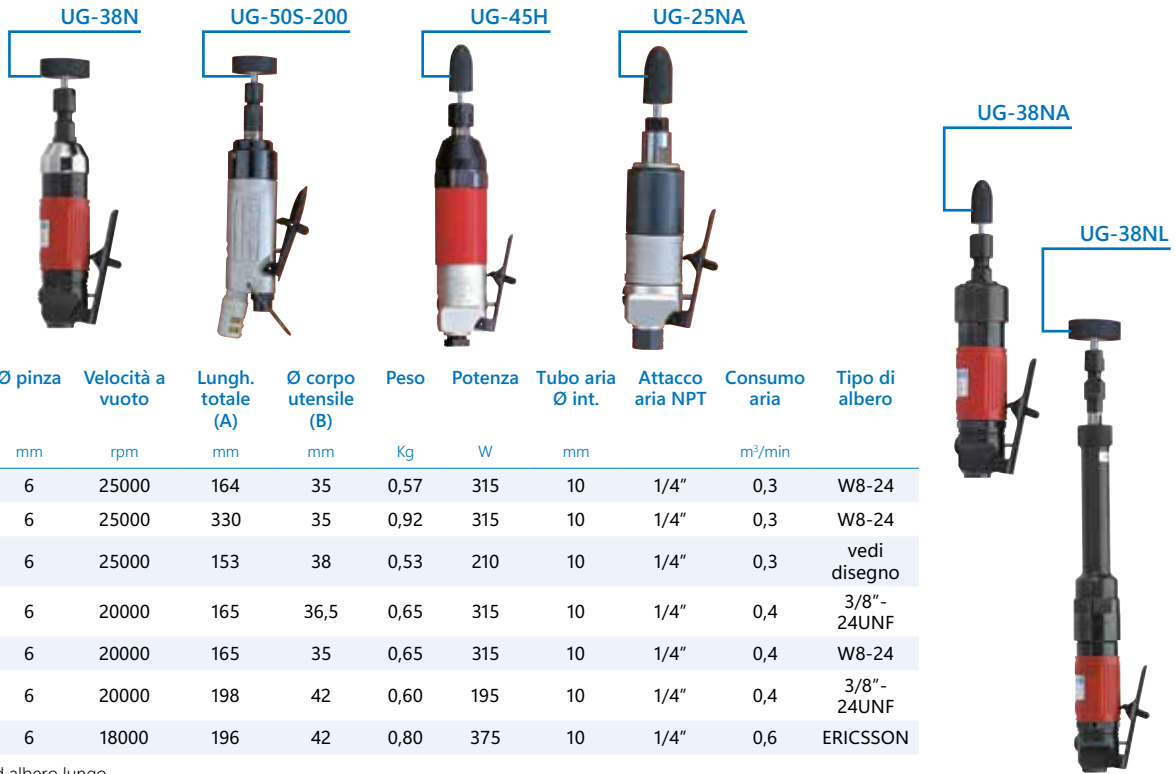 UG-38N
UG-50S-200
UG-45H
UG-25NA
UG-38NA
UG-38NL
Ø pinza Velocità a vuoto Lungh. totale (A) Ø corpo utensile (B) Peso Potenza Tubo aria Ø int. Attacco aria NPT Consumo aria Tipo di albero
mm rpm mm mm Kg W mm m³/min
6 25000 164 35 0,57 315 10 1/4" 0,3 W8-24
6 25000 330 35 0,92 315 10 1/4" 0,3 W8-24
6 25000 153 38 0,53 210 10 1/4" 0,3 vedi disegno
6 20000 165 36,5 0,65 315 10 1/4" 0,4 3/8"-24UNF
6 20000 165 35 0,65 315 10 1/4" 0,4 W8-24
6 20000 198 42 0,60 195 10 1/4" 0,4 3/8"-24UNF
6 18000 196 42 0,80 375 10 1/4" 0,6 ERICSSON
albero lungo